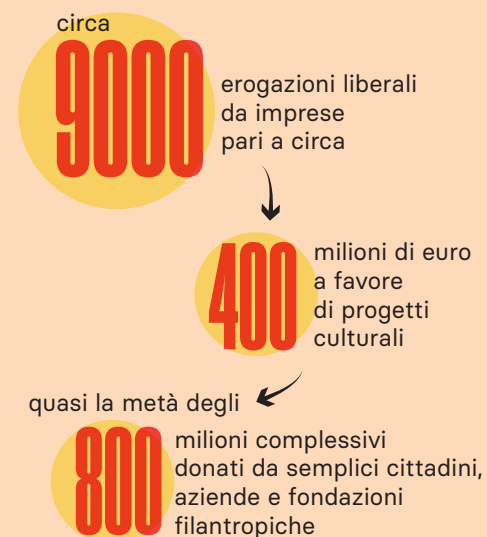 circa
9000
erogazioni liberali
da imprese
pari a circa
400
milioni di euro
a favore
di progetti
culturali
quasi la metà degli
800
milioni complessivi
donati da semplici cittadini,
aziende e fondazioni
filantropiche